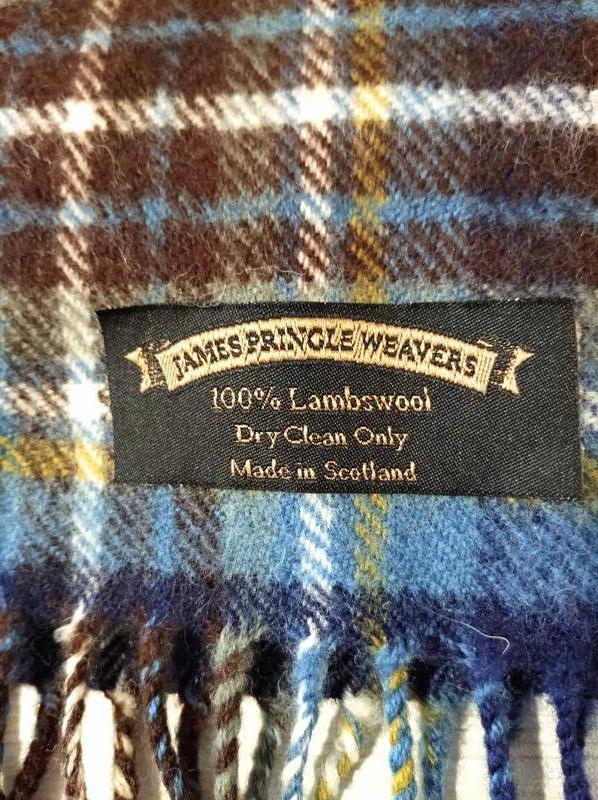 JAMES PRINGLE WEAVERS
100% Lambswool
Dry Clean Only
Made in Scotland